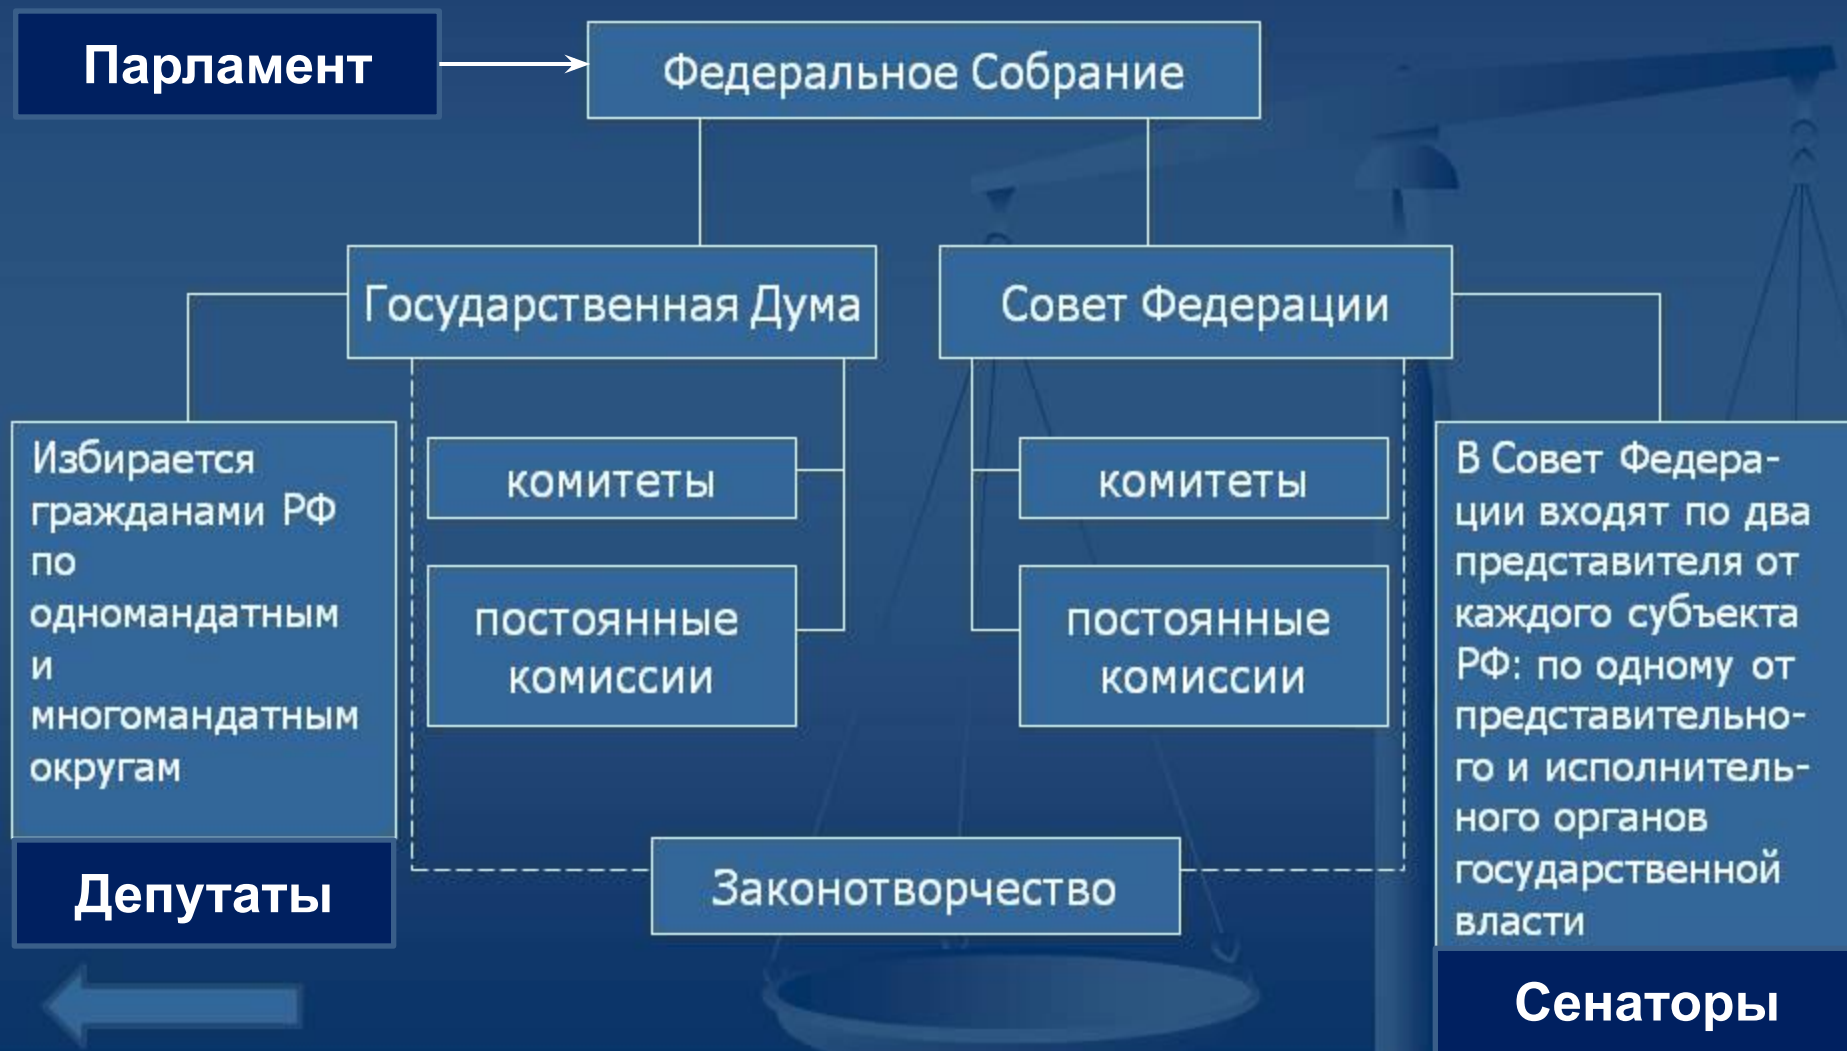 Парламент
Федеральное Собрание
Государственная Дума
Совет Федерации
Избирается
гражданами РФ
по
одномандатным
и
многомандатным
округам
Депутаты
комитеты
постоянные
комиссии
комитеты
постоянные
комиссии
Законотворчество
В Совет Федера-
ции входят по два
представителя от
каждого субъекта
РФ: по одному от
представительно-
го и исполнитель-
ного органов
государственной
власти
Сенаторы